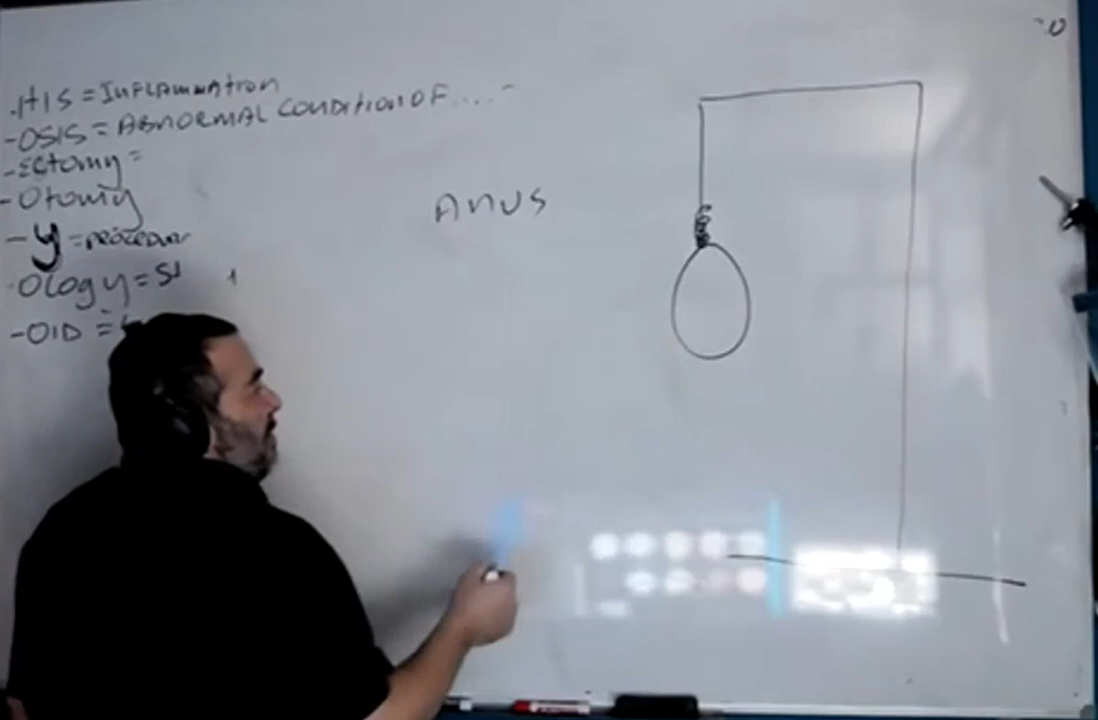 -itis = INFLAMMATION
-OSIS = ABNORMAL CONDITION OF....
-Ectomy =
-Otomy
-y = PROCEDURE
-Ology =
-OID =
ANUS